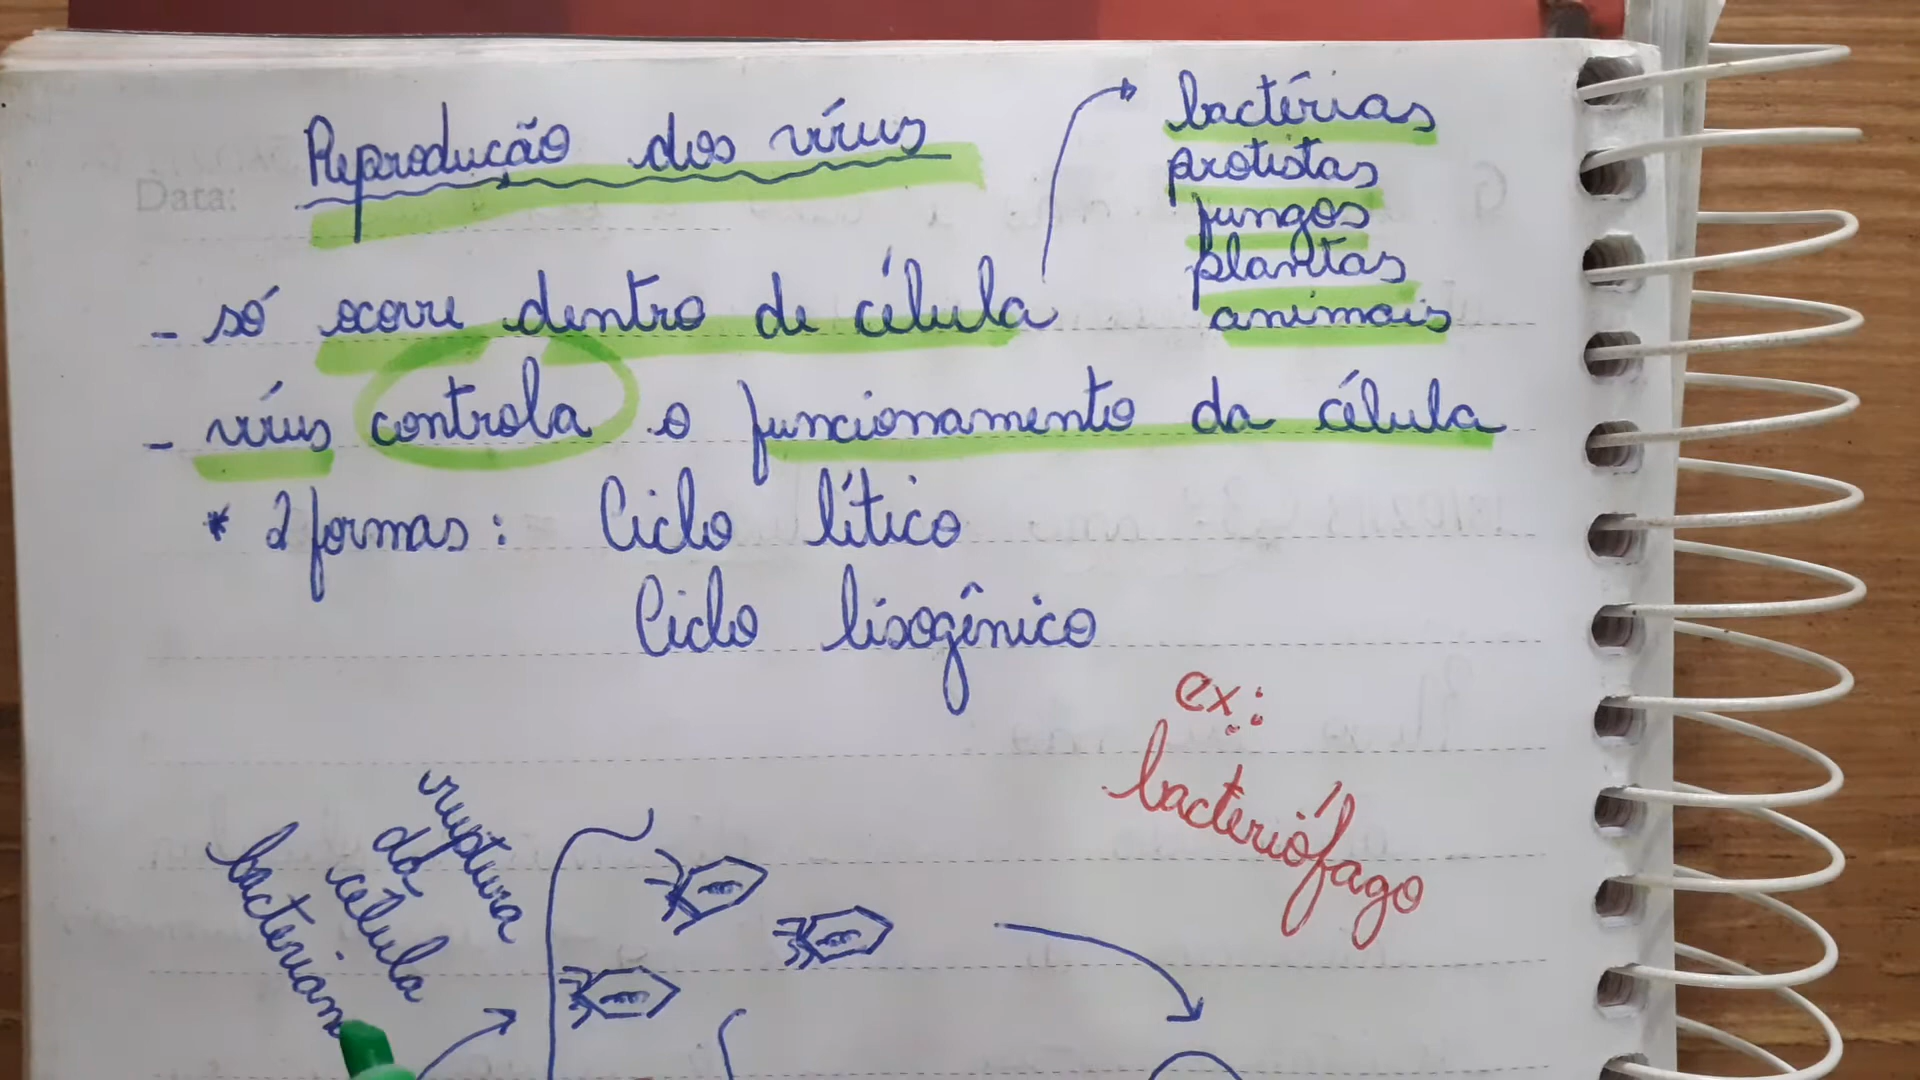 Data:
Reprodução dos vírus
bactérias
protistas
fungos
plantas
animais
- só ocorre dentro de célula
- vírus controla o funcionamento da célula
* 2 formas: Ciclo lítico
Ciclo lisogênico
ex.:
bacteriófago
ruptura
da
célula